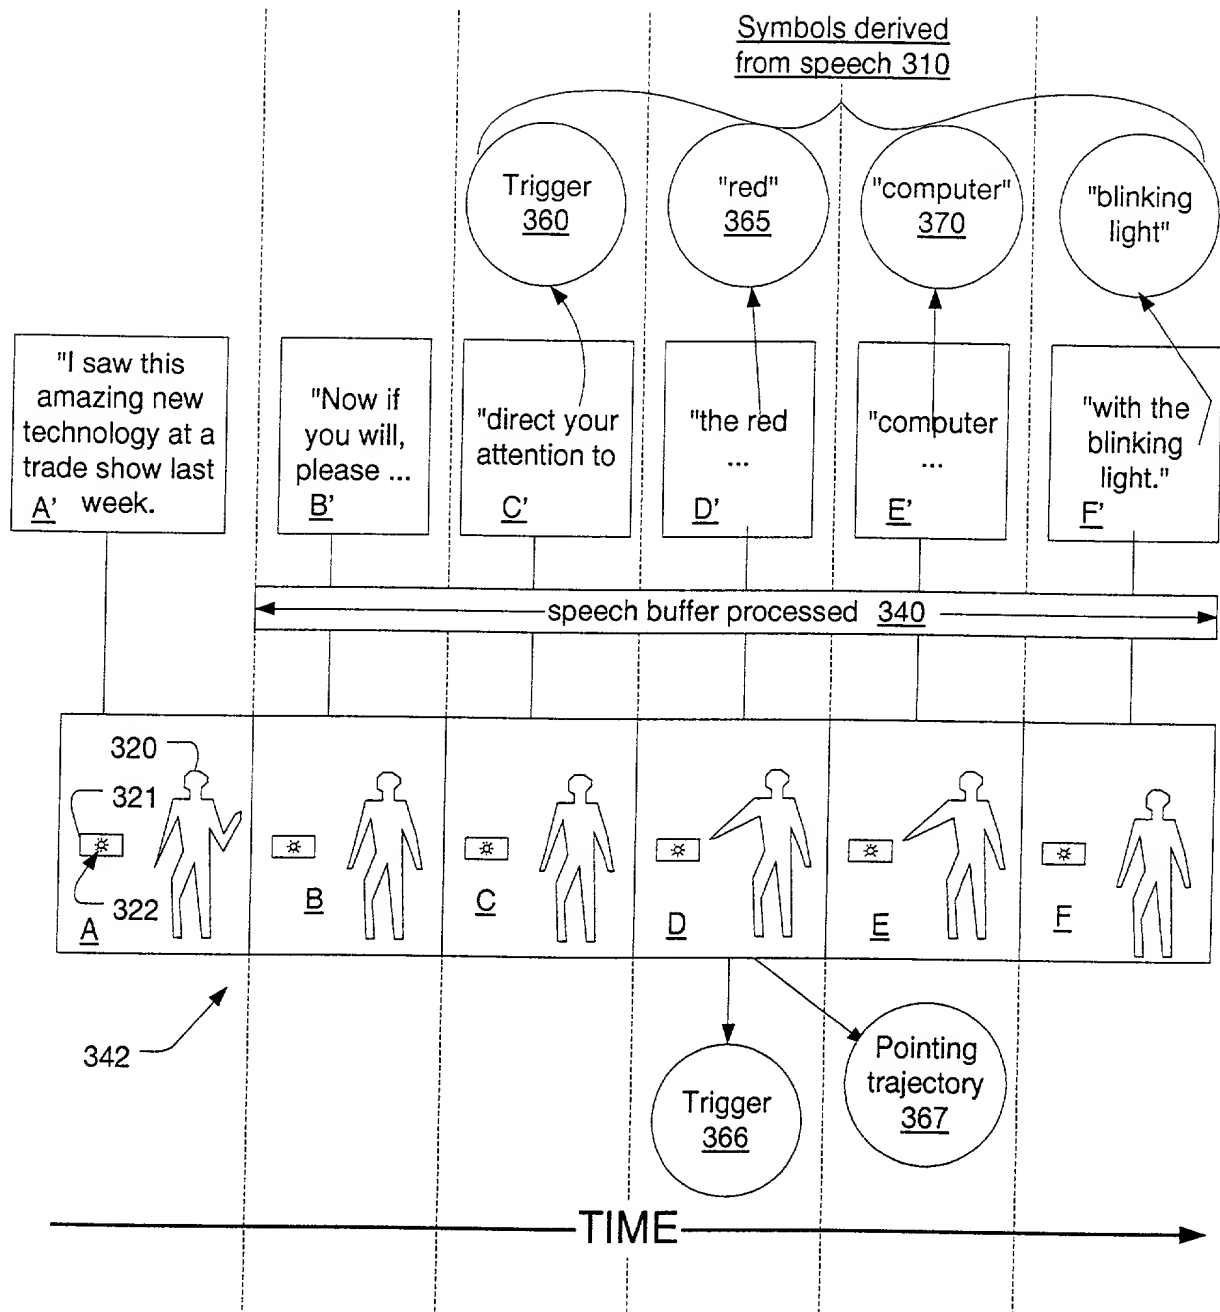 Symbols derived
from speech 310
Trigger
360
"red"
365
"computer"
370
"blinking
light"
"I saw this
amazing new
technology at a
trade show last
week.
A'
"Now if
you will,
please ...
B'
"direct your
attention to
C'
"the red
...
D'
"computer
...
E'
"with the
blinking
light."
F'
speech buffer processed 340
320
321
322
A
B
C
D
E
F
342
Trigger
366
Pointing
trajectory
367
TIME